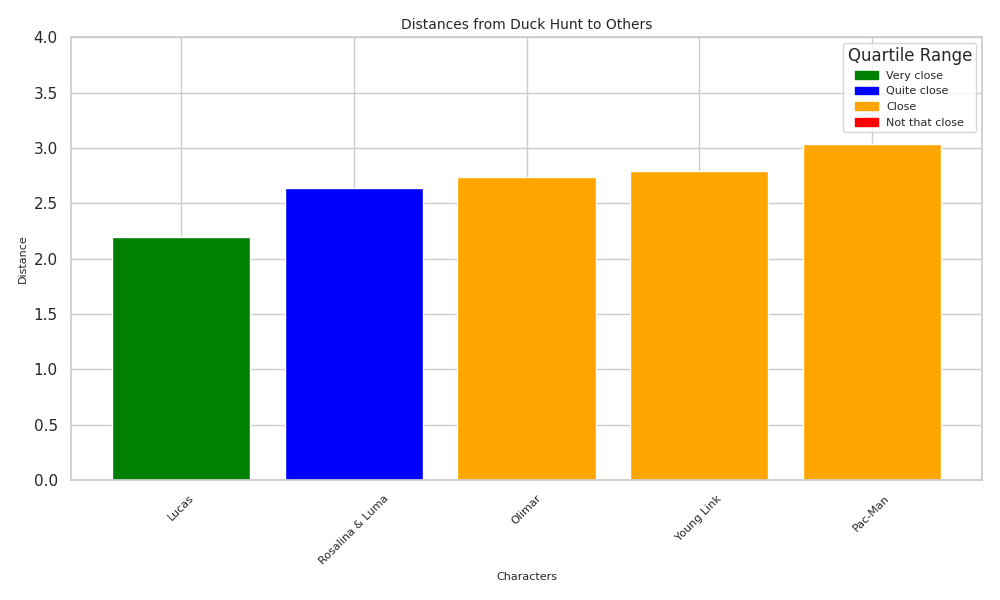 Distances from Duck Hunt to Others
4.0
3.5
3.0
2.5
2.0
1.5
1.0
0.5
0.0
Distance
Quartile Range
Very close
Quite close
Close
Not that close
Lucas
Rosalina & Luma
Olimar
Young Link
Pac-Man
Characters